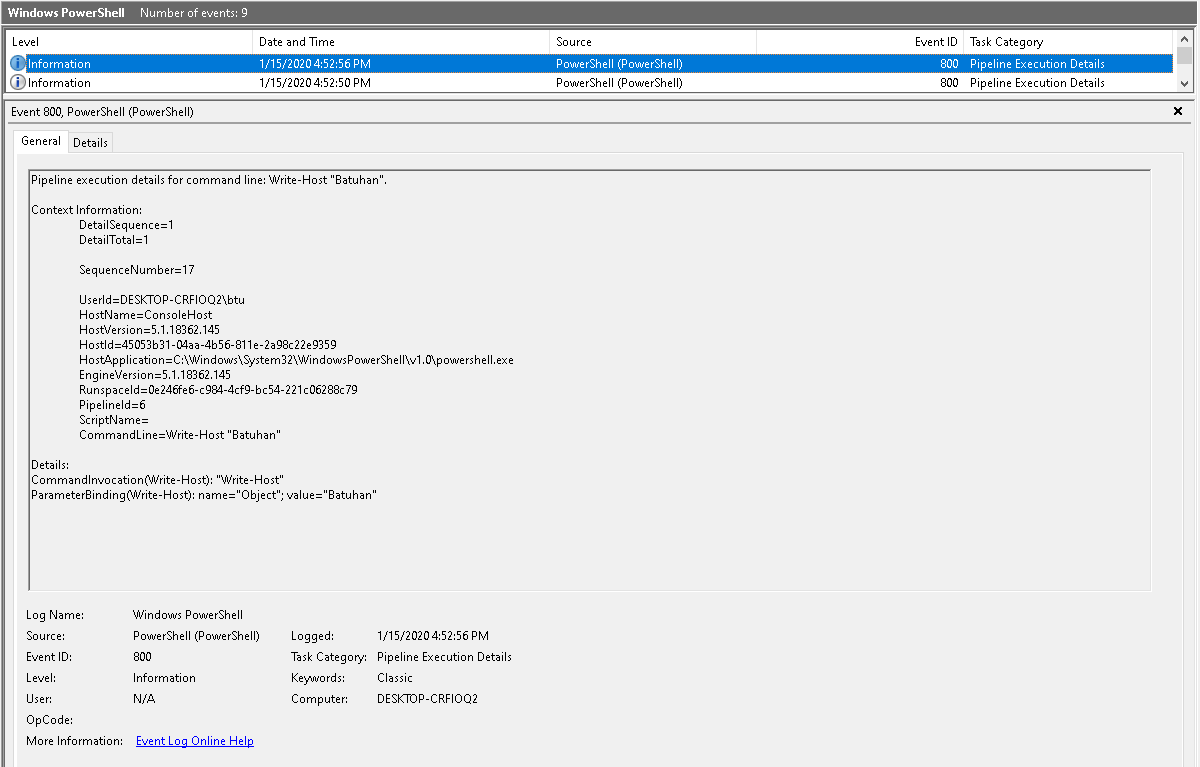 Windows PowerShell Number of events: 9
Level Date and Time Source Event ID Task Category
Information 1/15/2020 4:52:56 PM PowerShell (PowerShell) 800 Pipeline Execution Details
Information 1/15/2020 4:52:50 PM PowerShell (PowerShell) 800 Pipeline Execution Details
Event 800, PowerShell (PowerShell)
General Details
Pipeline execution details for command line: Write-Host "Batuhan".
Context Information:
DetailSequence=1
DetailTotal=1
SequenceNumber=17
UserId=DESKTOP-CRFIOQ2\btu
HostName=ConsoleHost
HostVersion=5.1.18362.145
HostId=45053b31-04aa-4b56-811e-2a98c22e9359
HostApplication=C:\Windows\System32\WindowsPowerShell\v1.0\powershell.exe
EngineVersion=5.1.18362.145
RunspaceId=0e246fe6-c984-4cf9-bc54-221c06288c79
PipelineId=6
ScriptName=
CommandLine=Write-Host "Batuhan"
Details:
CommandInvocation(Write-Host): "Write-Host"
ParameterBinding(Write-Host): name="Object"; value="Batuhan"
Log Name: Windows PowerShell
Source: PowerShell (PowerShell) Logged: 1/15/2020 4:52:56 PM
Event ID: 800 Task Category: Pipeline Execution Details
Level: Information Keywords: Classic
User: N/A Computer: DESKTOP-CRFIOQ2
OpCode:
More Information: Event Log Online Help